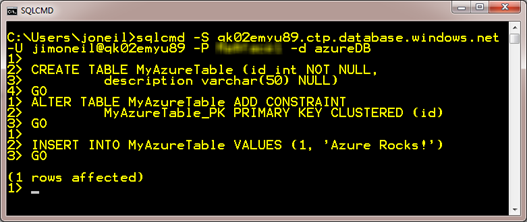 SQLCMD
C:\Users\joneil>sqlcmd -S qk02emyu89.ctp.database.windows.net
-U jimoneil@qk02emyu89 -P -d azureDB
1>
2> CREATE TABLE MyAzureTable (id int NOT NULL,
3> description varchar(50) NULL)
4> GO
1> ALTER TABLE MyAzureTable ADD CONSTRAINT
2> MyAzureTable_PK PRIMARY KEY CLUSTERED (id)
3> GO
1>
2> INSERT INTO MyAzureTable VALUES (1, 'Azure Rocks!')
3> GO
(1 rows affected)
1> _